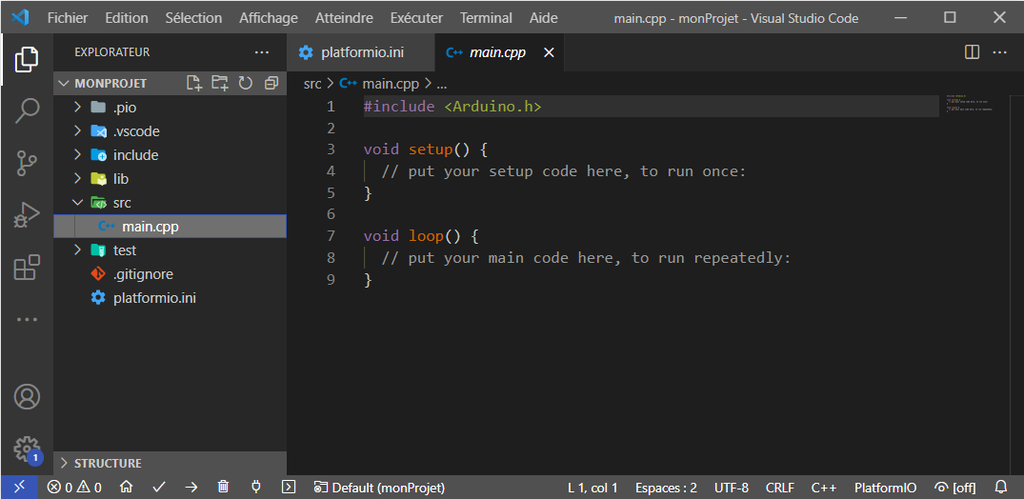 Fichier Edition Sélection Affichage Atteindre Exécuter Terminal Aide main.cpp - monProjet - Visual Studio Code
EXPLORATEUR
platformio.ini
main.cpp
MONPROJET
src > main.cpp > ...
.pio
.vscode
include
lib
src
main.cpp
test
.gitignore
platformio.ini
1 #include <Arduino.h>
2
3 void setup() {
4 // put your setup code here, to run once:
5 }
6
7 void loop() {
8 // put your main code here, to run repeatedly:
9 }
1
STRUCTURE
0 0 Default (monProjet) L 1, col 1 Espaces : 2 UTF-8 CRLF C++ PlatformIO [off]